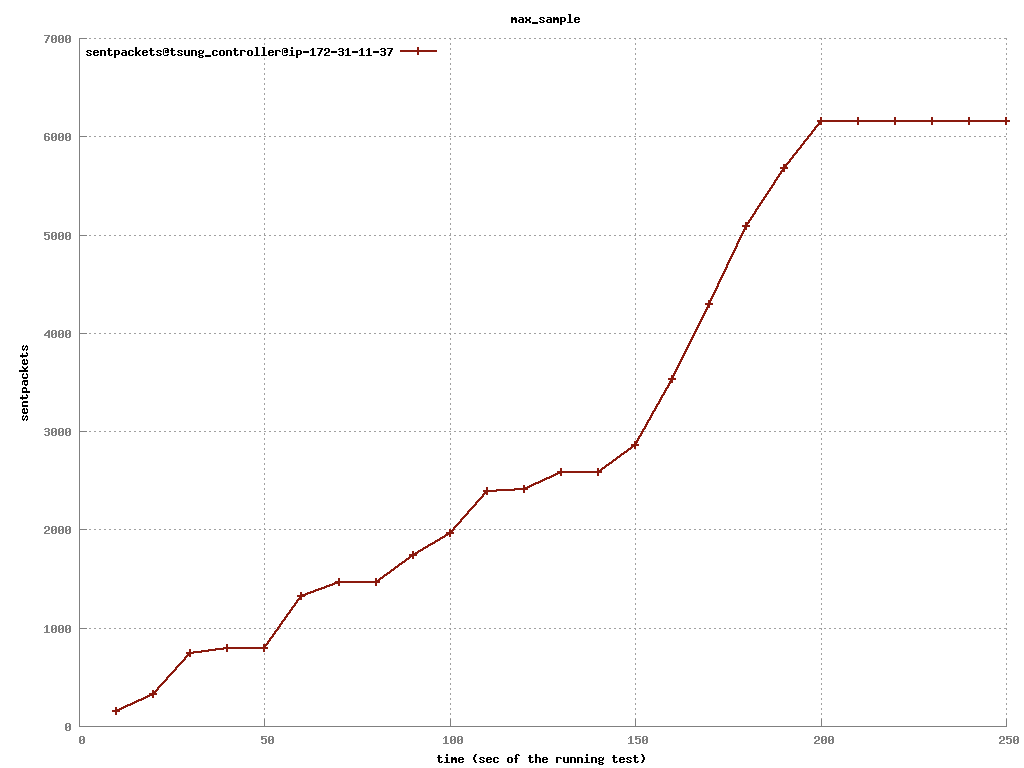 max_sample
7000
sentpackets@tsung_controller@ip-172-31-11-37
6000
5000
4000
sentpackets
3000
2000
1000
0
0 50 100 150 200 250
time (sec of the running test)